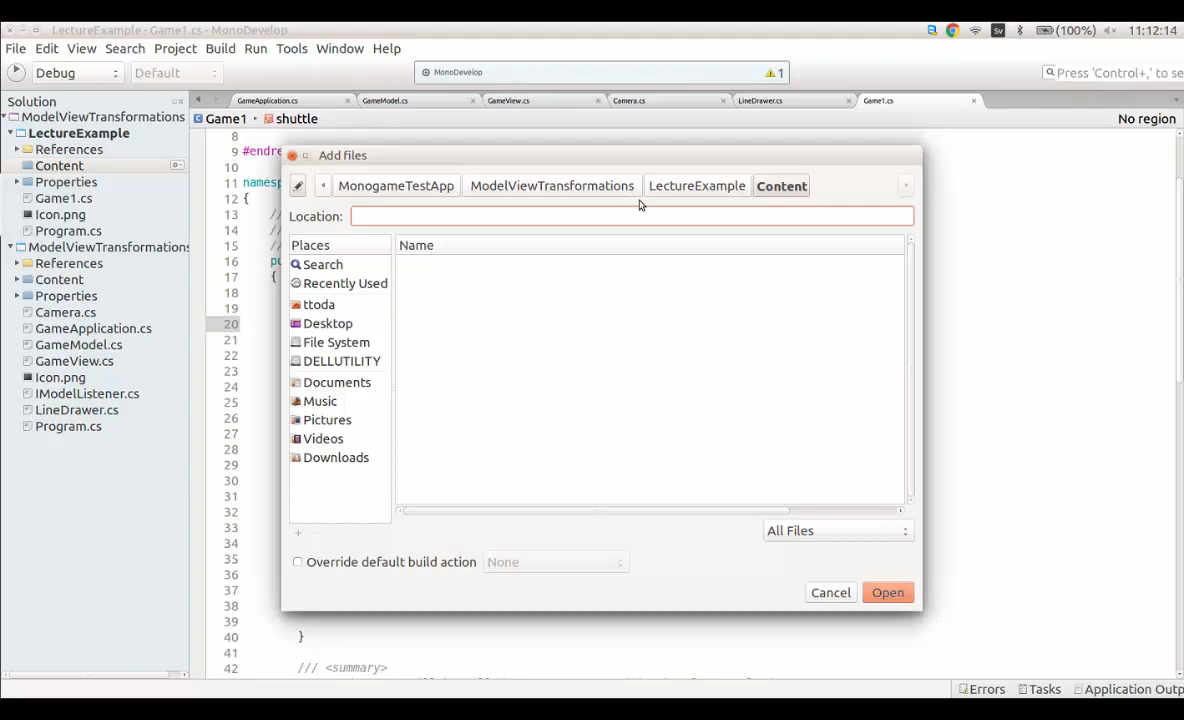 LectureExample - Game1.cs - MonoDevelop
Sv
(100%)
11:12:14
File Edit View Search Project Build Run Tools Window Help
Debug
Default
MonoDevelop
1
Press 'Control+,' to se
Solution
GameApplication.cs
GameModel.cs
GameView.cs
Camera.cs
LineDrawer.cs
Game1.cs
Game1
shuttle
No region
ModelViewTransformations
LectureExample
References
Content
Properties
Game1.cs
Icon.png
Program.cs
ModelViewTransformations
References
Content
Properties
Camera.cs
GameApplication.cs
GameModel.cs
GameView.cs
Icon.png
IModelListener.cs
LineDrawer.cs
Program.cs
8
9 #endre
10
11 namesp
12 {
13 //
14 //
15 //
16 pu
17 {
18
19
20
21
22
23
24
25
26
27
28
29
30
31
32
33
34
35
36
37
38
39
40 }
41
42 /// <summary>
Add files
MonogameTestApp ModelViewTransformations LectureExample Content
Location:
Places
Name
Search
Recently Used
ttoda
Desktop
File System
DELLUTILITY
Documents
Music
Pictures
Videos
Downloads
All Files
Override default build action
None
Cancel
Open
Errors
Tasks
Application Outp